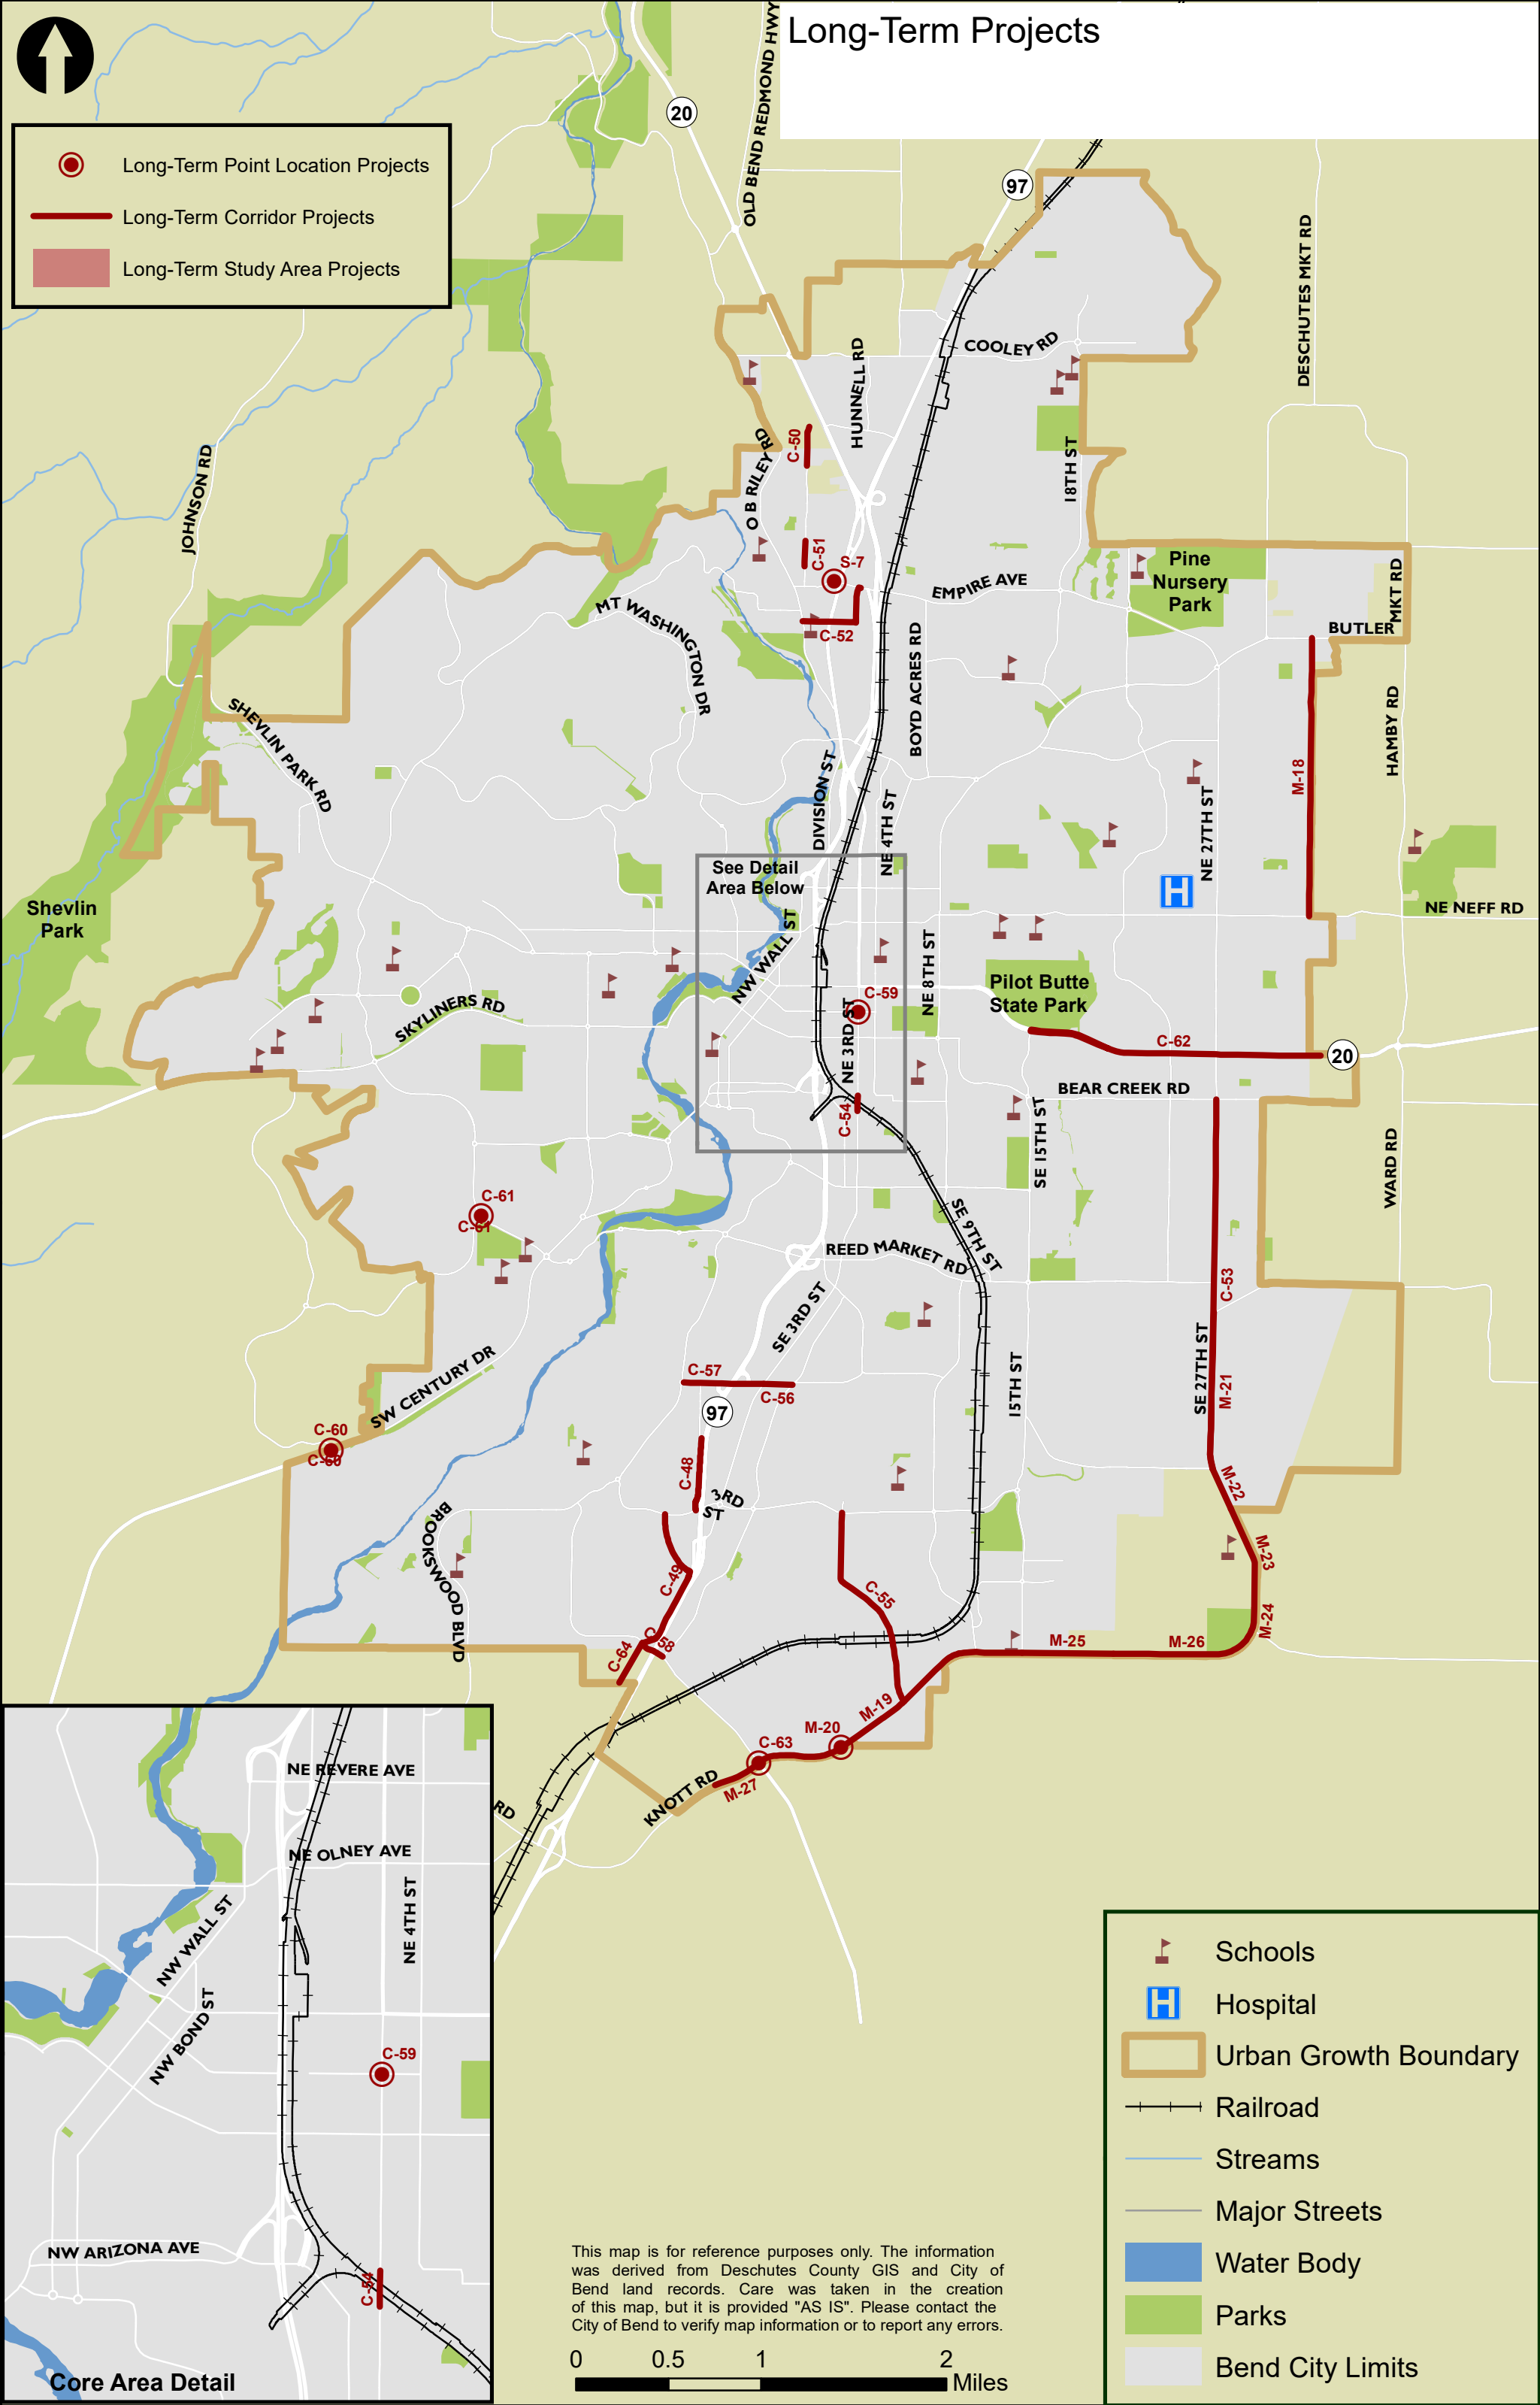 Long-Term Projects
20
OLD BEND REDMOND HWY
Long-Term Point Location Projects
Long-Term Corridor Projects
Long-Term Study Area Projects
97
DESCHUTES MKT RD
COOLEY RD
HUNNELL RD
JOHNSON RD
O B RILEY RD
C-50
18TH ST
C-51
S-7
EMPIRE AVE
Pine
Nursery
Park
MKT RD
BUTLER
MT WASHINGTON DR
C-52
BOYD ACRES RD
SHEVLIN PARK RD
HAMBY RD
M-18
DIVISION ST
NE 4TH ST
NE 27TH ST
See Detail
Area Below
Shevlin
Park
NE NEFF RD
NW WALL ST
NE 8TH ST
Pilot Butte
State Park
C-59
SKYLINERS RD
NE 3RD ST
C-62
20
BEAR CREEK RD
C-54
SE 15TH ST
WARD RD
C-61
C-61
SE 9TH ST
REED MARKET RD
C-53
SE 3RD ST
SE 27TH ST
15TH ST
SW CENTURY DR
C-57
C-56
M-21
97
C-60
C-60
C-48
3RD
ST
M-22
BROOKSWOOD BLVD
M-23
C-49
C-55
M-24
C-58
C-64
M-25
M-26
M-19
M-20
C-63
M-27
KNOTT RD
RD
NE REVERE AVE
NE OLNEY AVE
NE 4TH ST
NW WALL ST
NW BOND ST
C-59
NW ARIZONA AVE
C-54
Core Area Detail
Schools
Hospital
Urban Growth Boundary
Railroad
Streams
Major Streets
Water Body
Parks
Bend City Limits
This map is for reference purposes only. The information
was derived from Deschutes County GIS and City of
Bend land records. Care was taken in the creation
of this map, but it is provided "AS IS". Please contact the
City of Bend to verify map information or to report any errors.
0 0.5 1 2
Miles